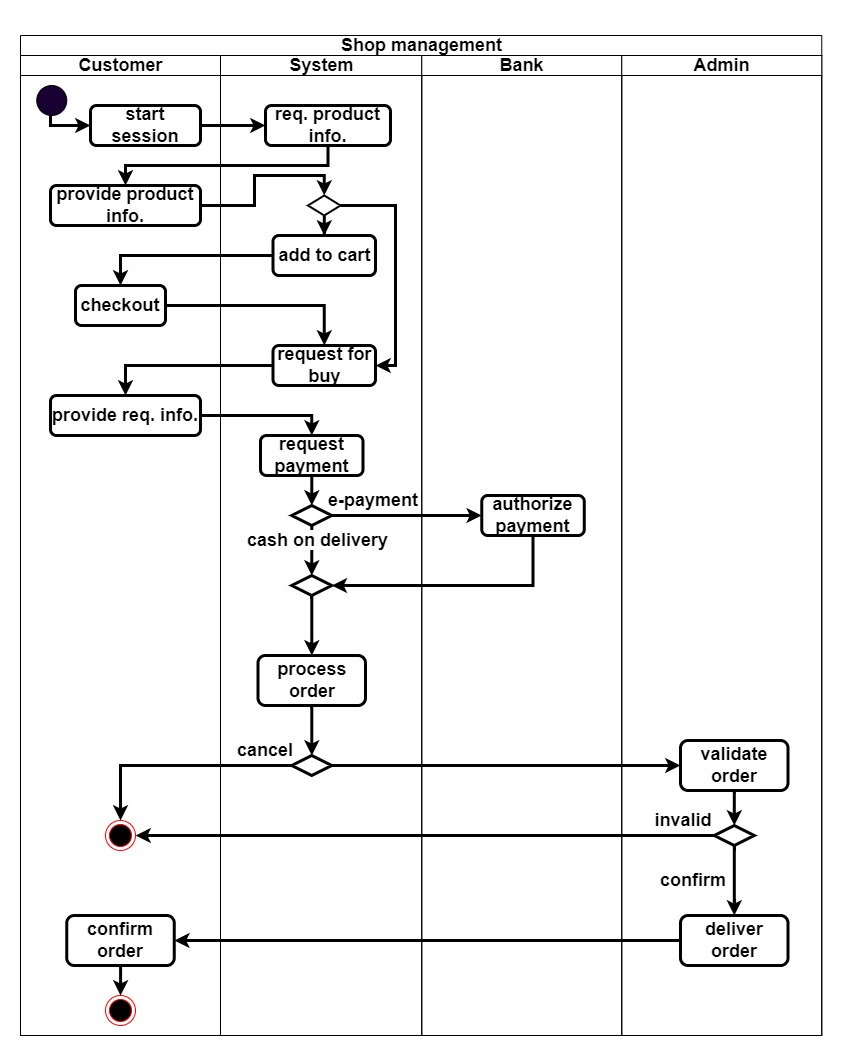 Shop management
Customer
System
Bank
Admin
start
session
req. product
info.
provide product
info.
add to cart
checkout
request for
buy
provide req. info.
request
payment
e-payment
authorize
payment
cash on delivery
process
order
cancel
validate
order
invalid
confirm
confirm
order
deliver
order